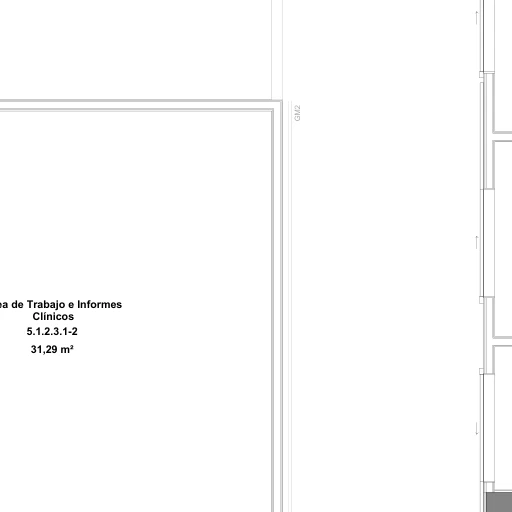 GM2
ea de Trabajo e Informes
Clínicos
5.1.2.3.1-2
31,29 m²